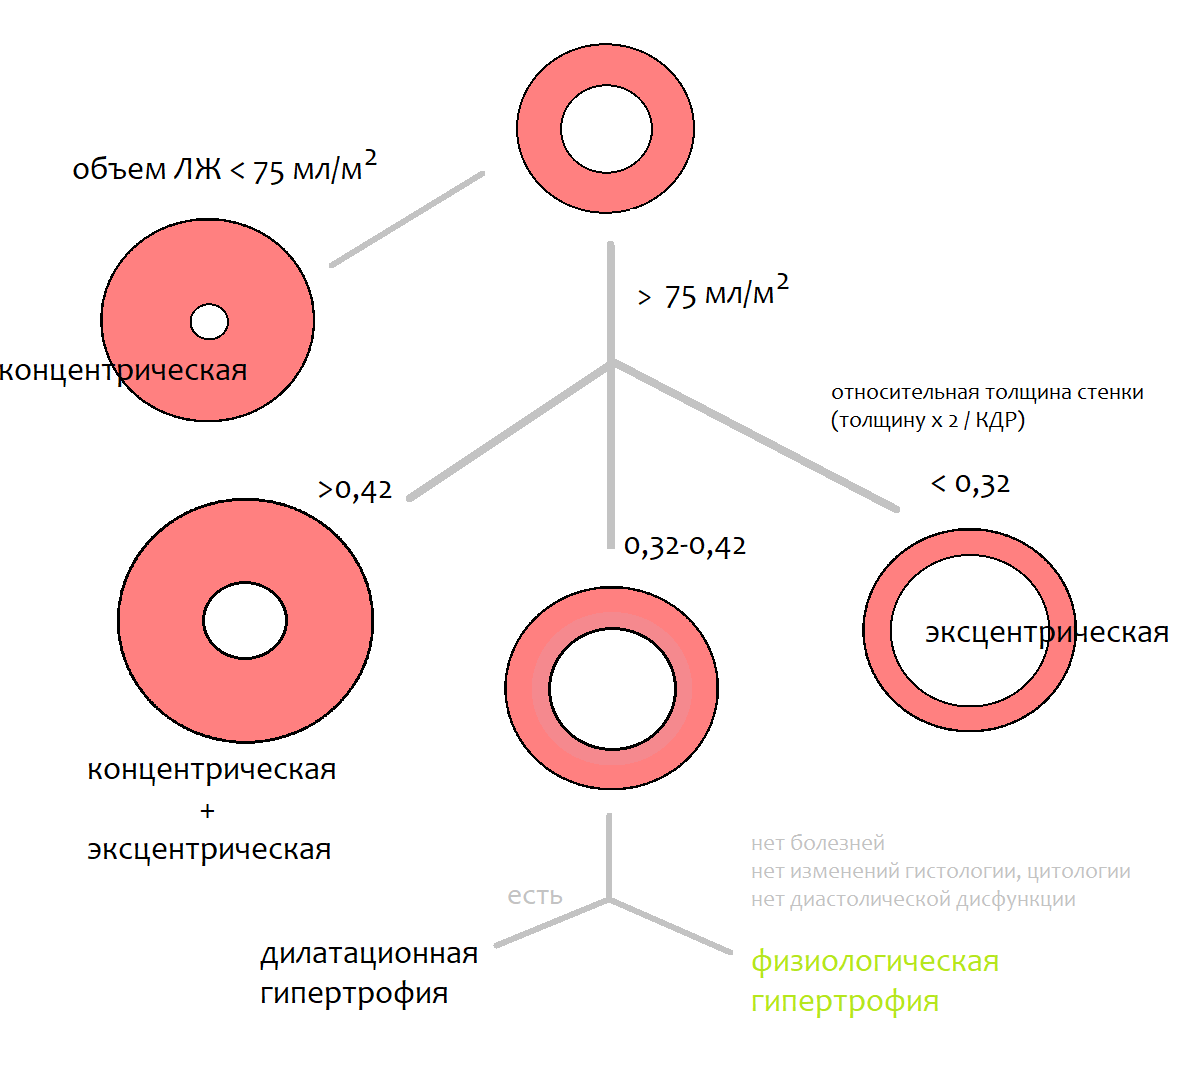 объем ЛЖ < 75 мл/м²
концентрическая
> 75 мл/м²
относительная толщина стенки
(толщину х 2 / КДР)
>0,42
0,32-0,42
< 0,32
эксцентрическая
концентрическая
+
эксцентрическая
есть
нет болезней
нет изменений гистологии, цитологии
нет диастолической дисфункции
дилатационная
гипертрофия
физиологическая
гипертрофия